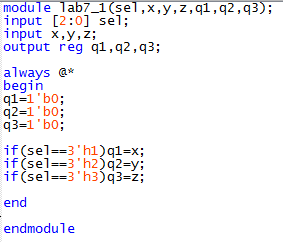 module lab7_1(sel,x,y,z,q1,q2,q3);
input [2:0] sel;
input x,y,z;
output reg q1,q2,q3;
always @*
begin
q1=1'b0;
q2=1'b0;
q3=1'b0;
if(sel==3'h1)q1=x;
if(sel==3'h2)q2=y;
if(sel==3'h3)q3=z;
end
endmodule